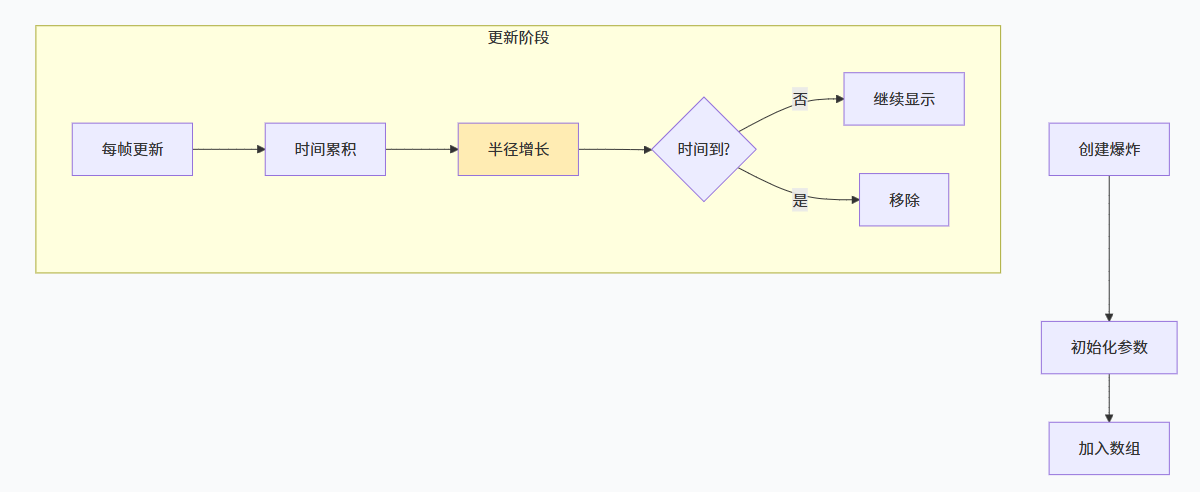 更新阶段
每帧更新
时间累积
半径增长
时间到?
否
继续显示
是
移除
创建爆炸
初始化参数
加入数组